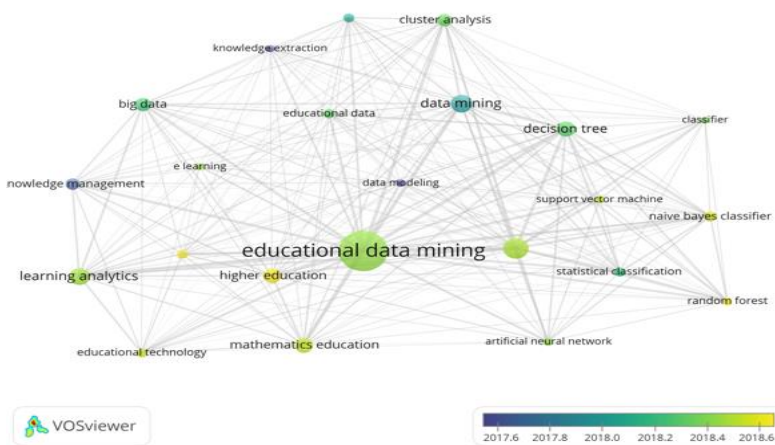 cluster analysis
knowledge extraction
big data
educational data
data mining
decision tree
classifier
e learning
nowledge management
data modeling
support vector machine
naive bayes classifier
educational data mining
learning analytics
higher education
statistical classification
random forest
mathematics education
artificial neural network
educational technology
VOSviewer
2017.6 2017.8 2018.0 2018.2 2018.4 2018.6